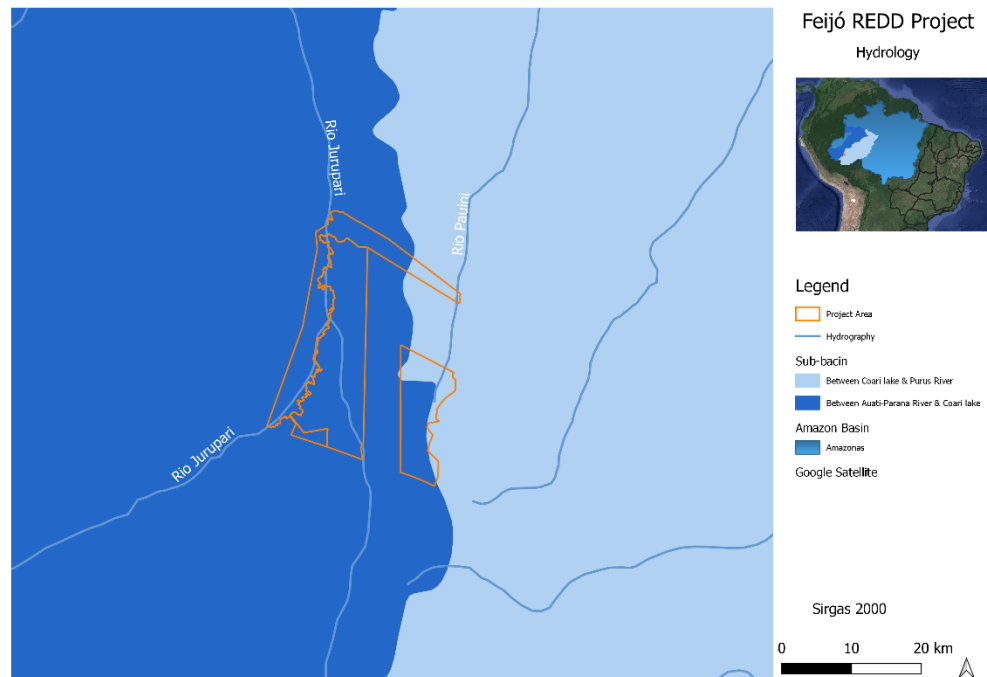 Feijó REDD Project
Hydrology
Rio Jurupari
Rio Pauini
Rio Jurupari
Legend
Project Area
Hydrography
Sub-bacin
Between Coari lake & Purus River
Between Auati-Parana River & Coari lake
Amazon Basin
Amazonas
Google Satellite
Sirgas 2000
0 10 20 km